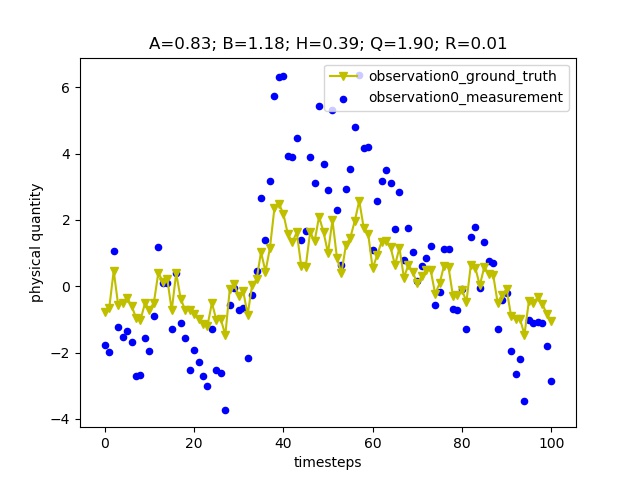 A=0.83; B=1.18; H=0.39; Q=1.90; R=0.01
observation0_ground_truth
observation0_measurement
physical quantity
6
4
2
0
−2
−4
0 20 40 60 80 100
timesteps